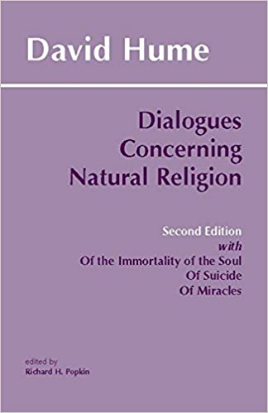 David Hume
Dialogues
Concerning
Natural Religion
Second Edition
with
Of the Immortality of the Soul
Of Suicide
Of Miracles
edited by
Richard H. Popkin